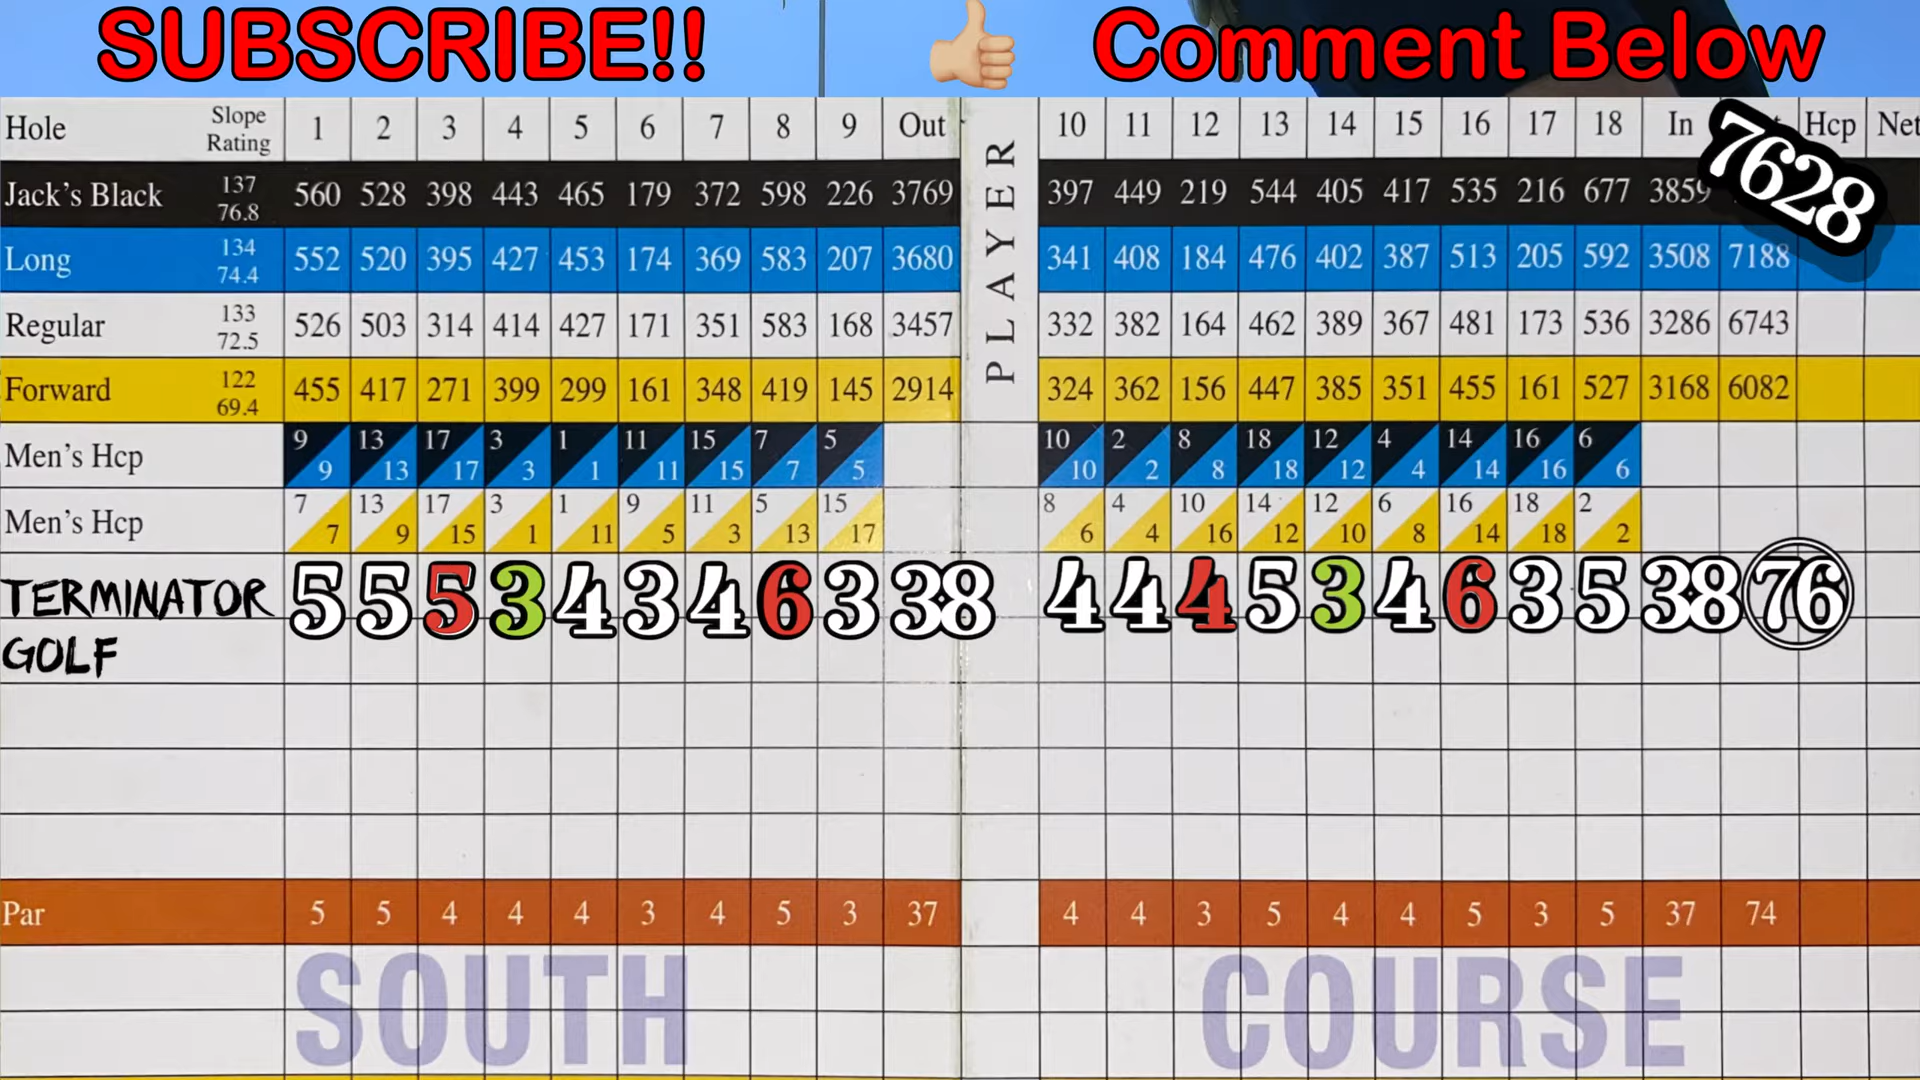 SUBSCRIBE!! 👍 Comment Below
Hole Slope Rating 1 2 3 4 5 6 7 8 9 Out PLAYER 10 11 12 13 14 15 16 17 18 In Hcp Net
Jack's Black 137 76.8 560 528 398 443 465 179 372 598 226 3769 397 449 219 544 405 417 535 216 677 3859 7628
Long 134 74.4 552 520 395 427 453 174 369 583 207 3680 341 408 184 476 402 387 513 205 592 3508 7188
Regular 133 72.5 526 503 314 414 427 171 351 583 168 3457 332 382 164 462 389 367 481 173 536 3286 6743
Forward 122 69.4 455 417 271 399 299 161 348 419 145 2914 324 362 156 447 385 351 455 161 527 3168 6082
Men's Hcp 9 9 13 13 17 17 3 3 1 1 11 11 15 15 7 7 5 5 10 10 2 2 8 8 18 18 12 12 4 4 14 14 16 16 6 6
Men's Hcp 7 7 13 9 17 15 3 1 1 11 9 5 11 3 5 13 15 17 8 6 4 4 10 16 14 12 12 10 6 8 16 14 18 18 2 2
TERMINATOR 5 5 5 3 4 3 4 6 3 38 4 4 4 5 3 4 6 3 5 38 76
GOLF
Par 5 5 4 4 4 3 4 5 3 37 4 4 3 5 4 4 5 3 5 37 74
SOUTH COURSE